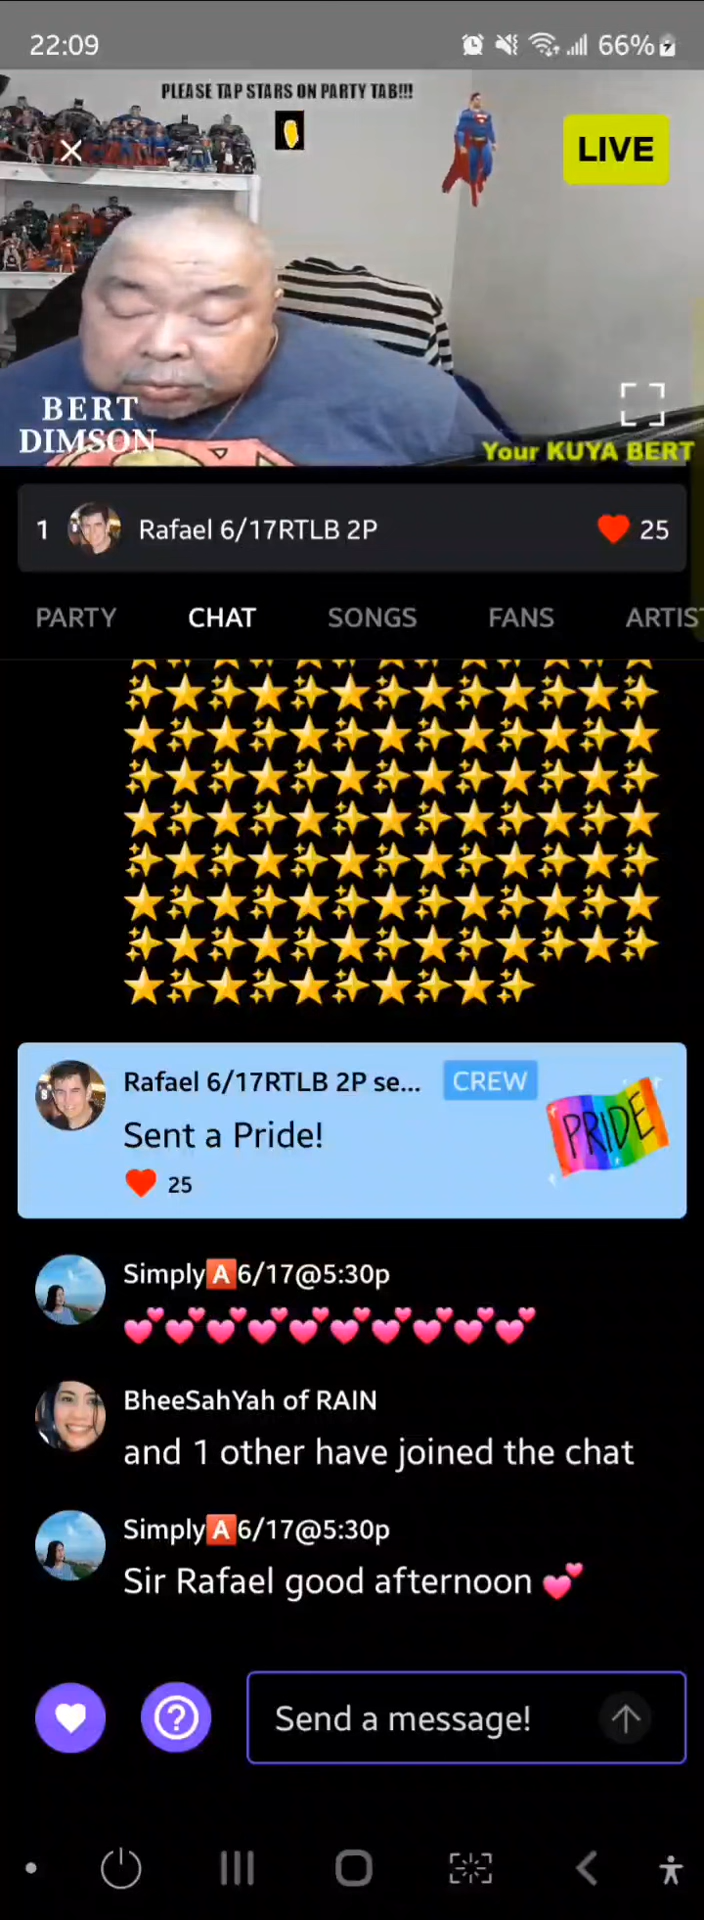 22:09
66%
PLEASE TAP STARS ON PARTY TAB!!!
LIVE
BERT
DIMSON
Your KUYA BERT
1 Rafael 6/17RTLB 2P ❤️ 25
PARTY CHAT SONGS FANS ARTIS
Rafael 6/17RTLB 2P se... CREW
Sent a Pride!
PRIDE
❤️ 25
Simply🅰6/17@5:30p
💕💕💕💕💕💕💕💕💕💕
BheeSahYah of RAIN
and 1 other have joined the chat
Simply🅰6/17@5:30p
Sir Rafael good afternoon 💕
Send a message!